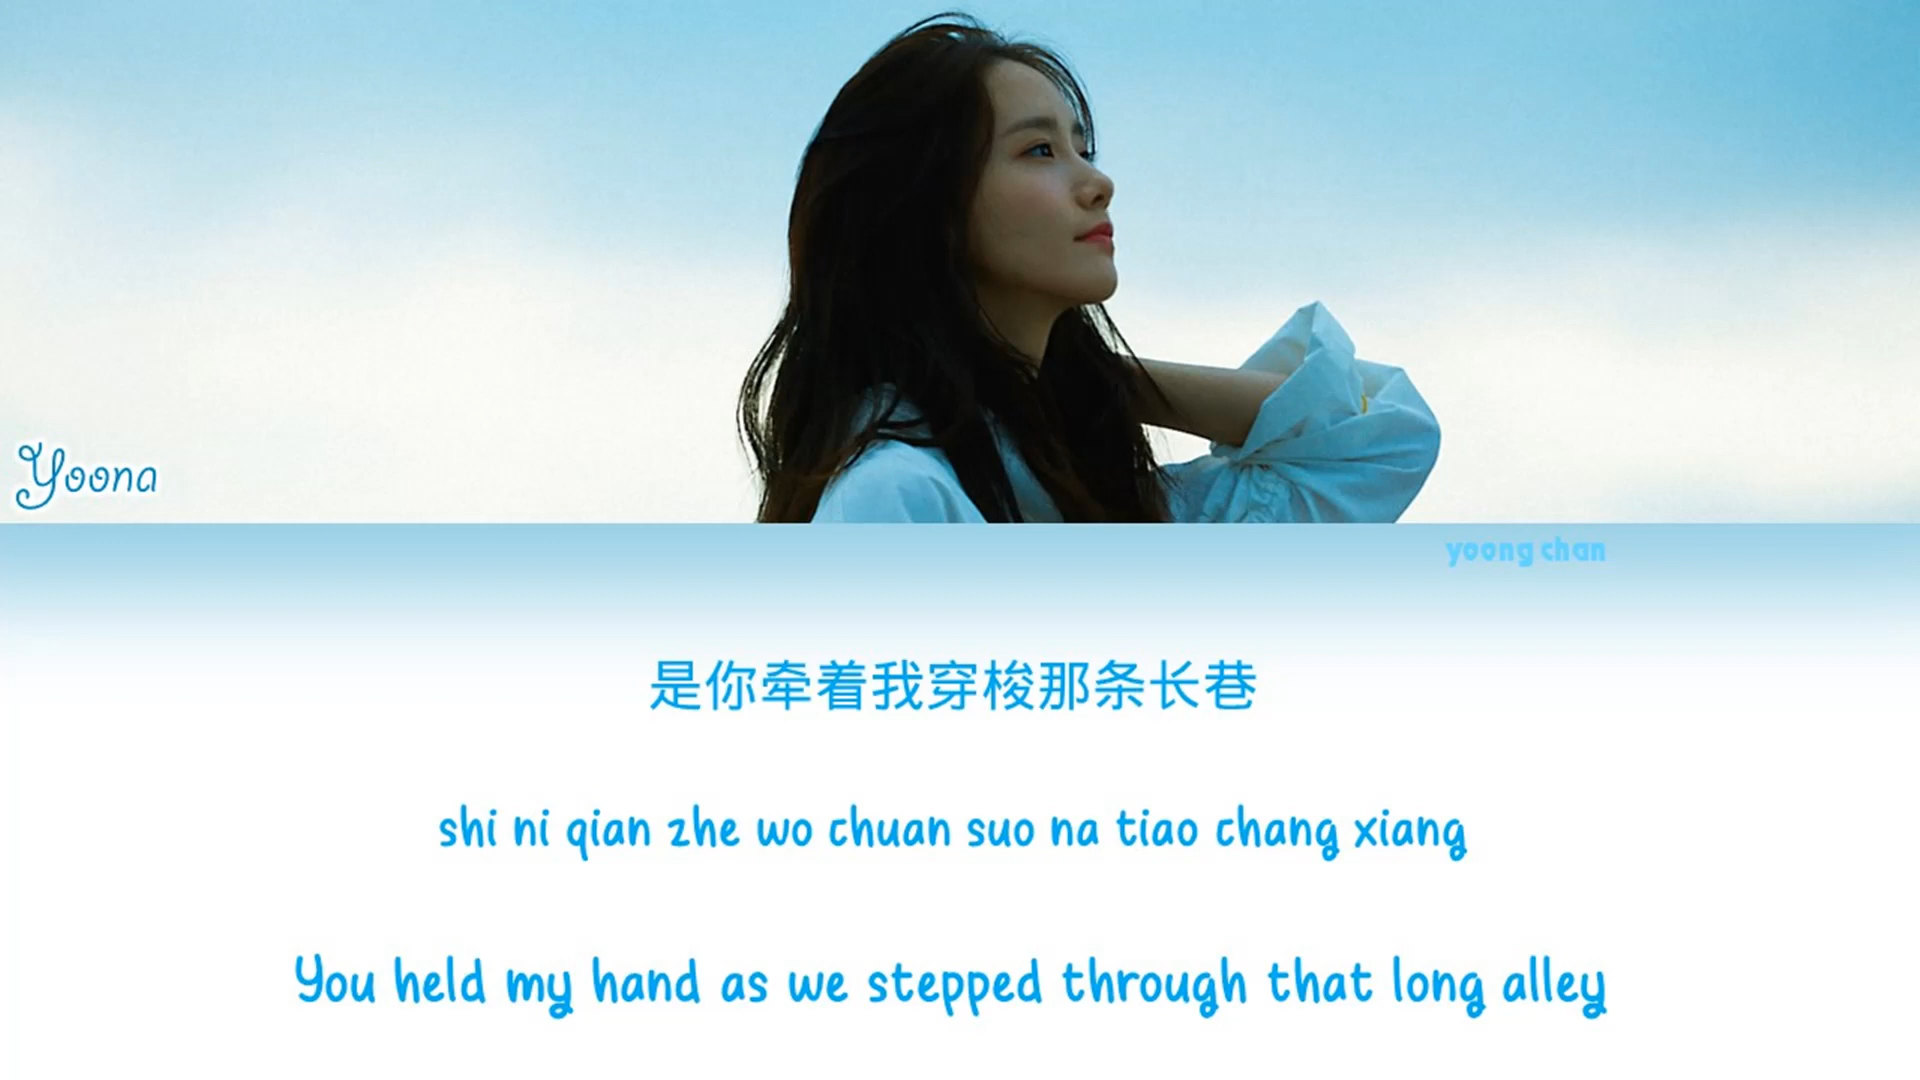 Yoona
yoong chan
是你牵着我穿梭那条长巷
shi ni qian zhe wo chuan suo na tiao chang xiang
You held my hand as we stepped through that long alley